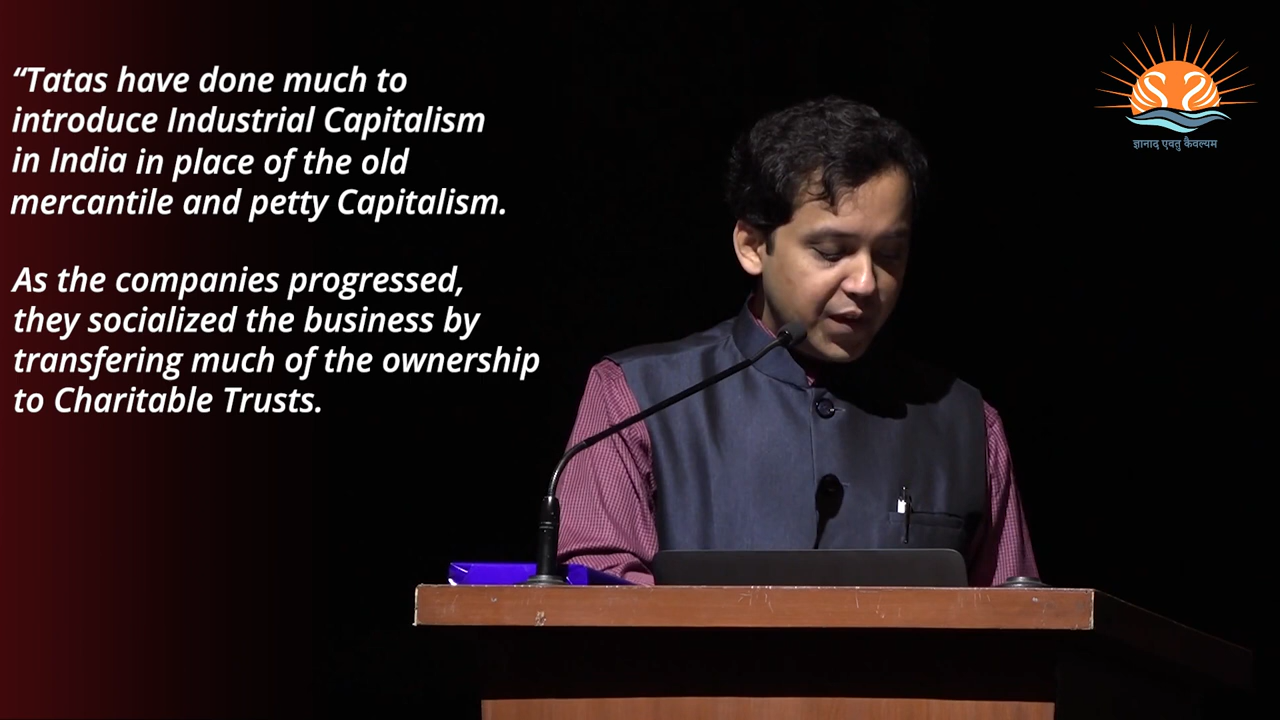 “Tatas have done much to
introduce Industrial Capitalism
in India in place of the old
mercantile and petty Capitalism.
As the companies progressed,
they socialized the business by
transfering much of the ownership
to Charitable Trusts.
ज्ञानाद् एवतु कैवल्यम